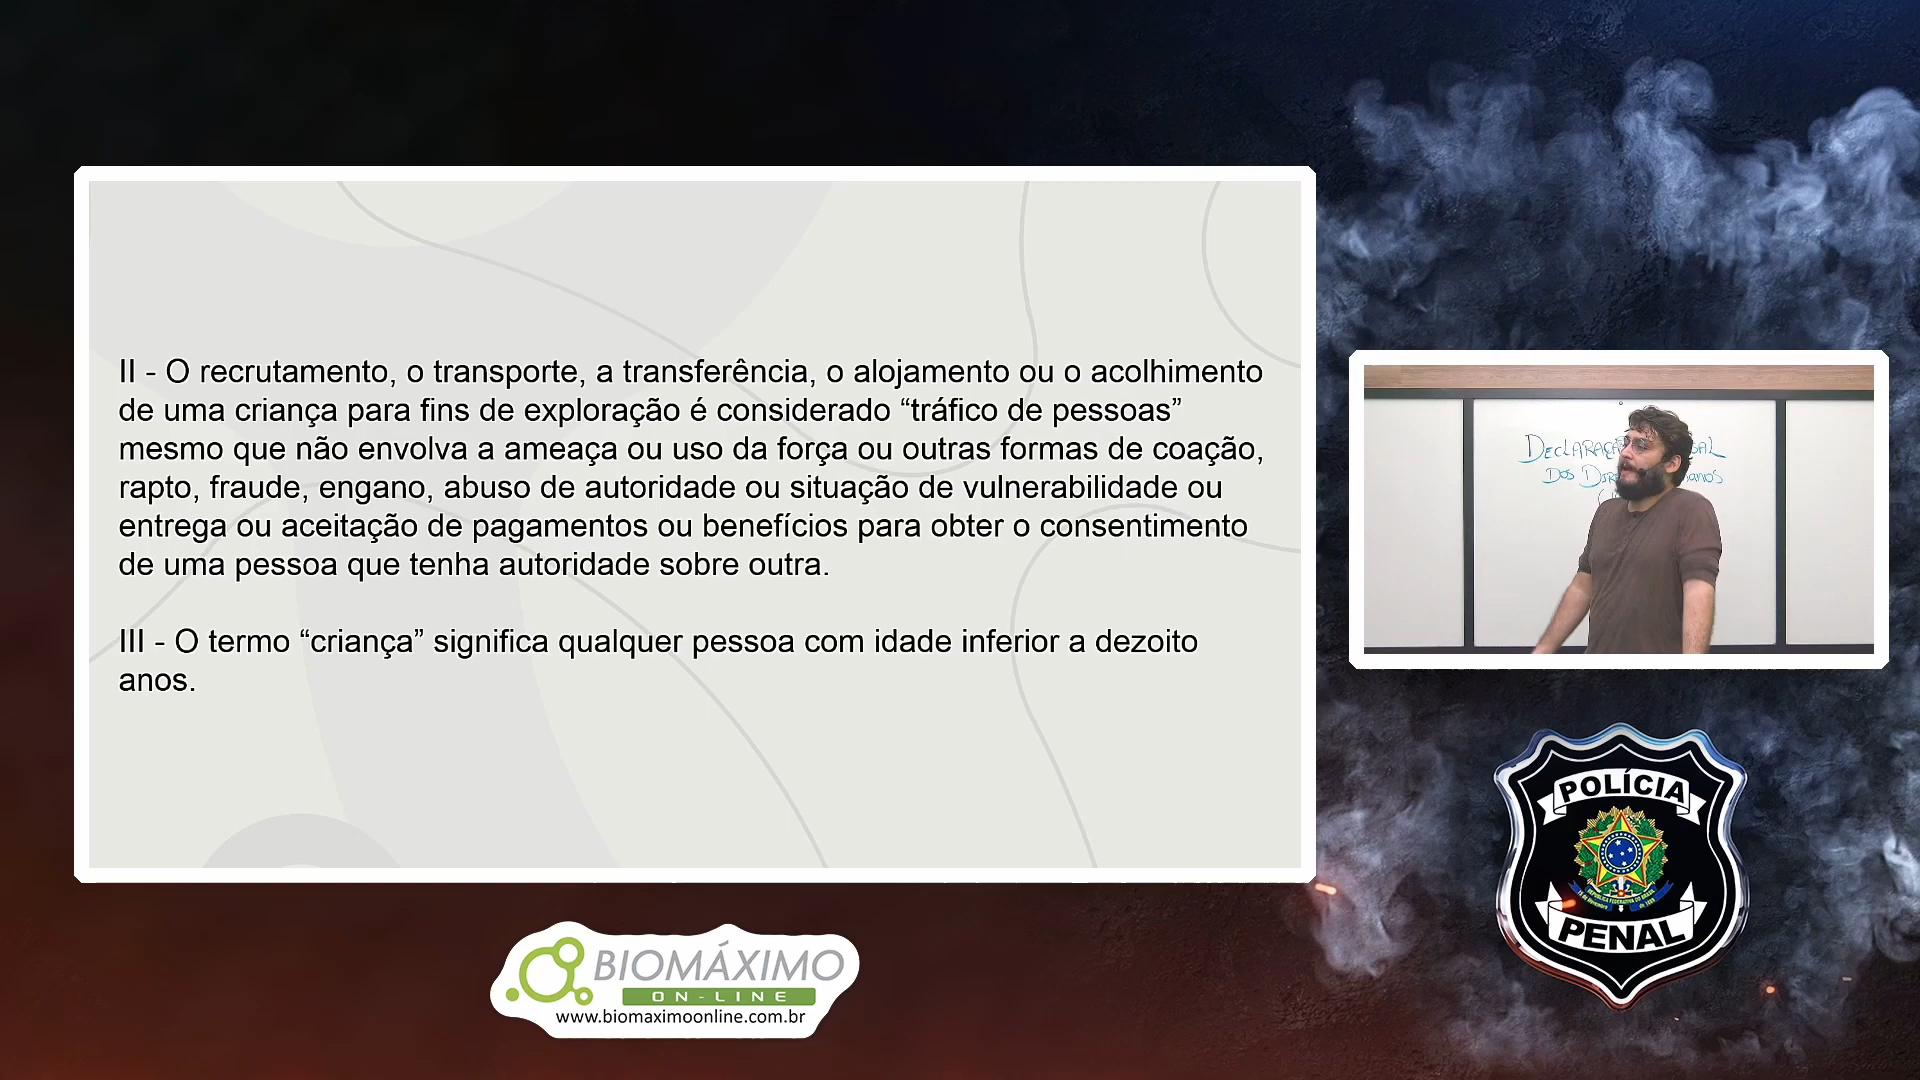 II - O recrutamento, o transporte, a transferência, o alojamento ou o acolhimento
de uma criança para fins de exploração é considerado “tráfico de pessoas”
mesmo que não envolva a ameaça ou uso da força ou outras formas de coação,
rapto, fraude, engano, abuso de autoridade ou situação de vulnerabilidade ou
entrega ou aceitação de pagamentos ou benefícios para obter o consentimento
de uma pessoa que tenha autoridade sobre outra.
III - O termo “criança” significa qualquer pessoa com idade inferior a dezoito
anos.
DOS
POLÍCIA
PENAL
BIOMÁXIMO
ON-LINE
www.biomaximoonline.com.br